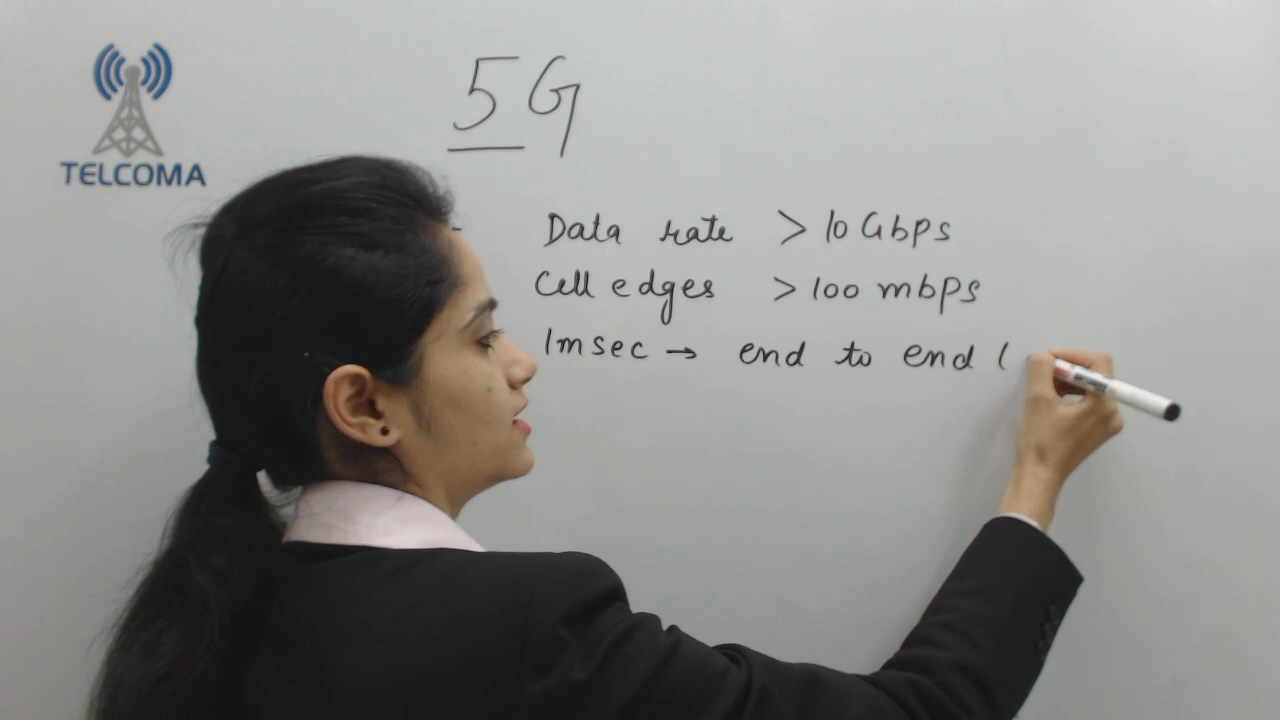 TELCOMA
5G
Data rate > 10 Gbps
Cell edges > 100 mbps
1msec → end to end l